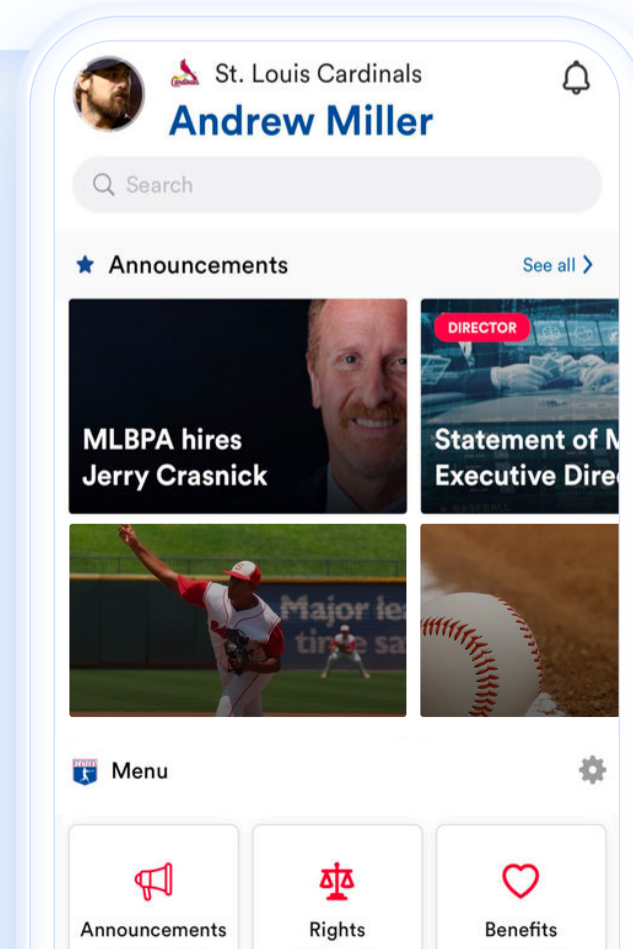 St. Louis Cardinals
Andrew Miller
Search
Announcements
See all
MLBPA hires
Jerry Crasnick
DIRECTOR
Statement of
Executive
Major
Menu
Announcements
Rights
Benefits